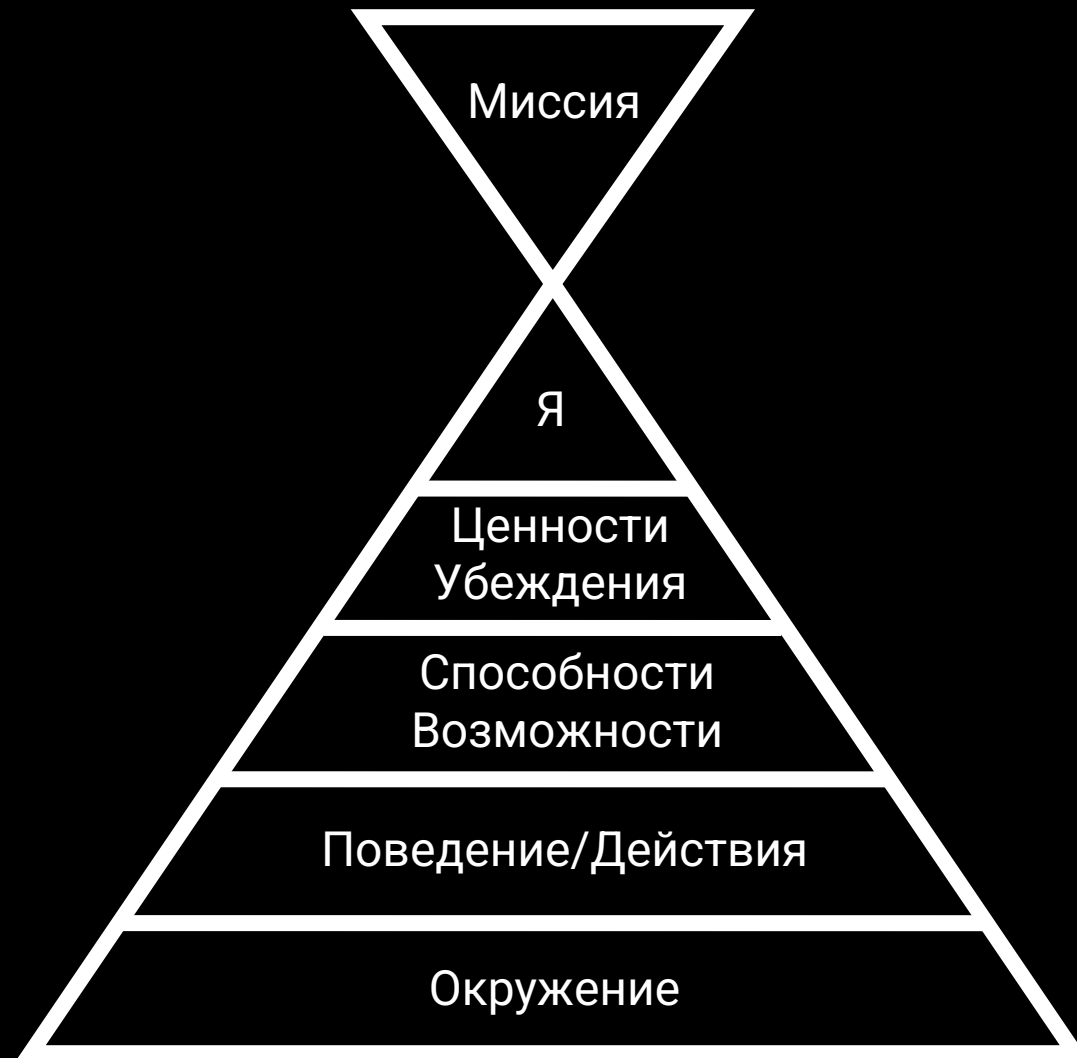 Миссия
Я
Ценности
Убеждения
Способности
Возможности
Поведение/Действия
Окружение